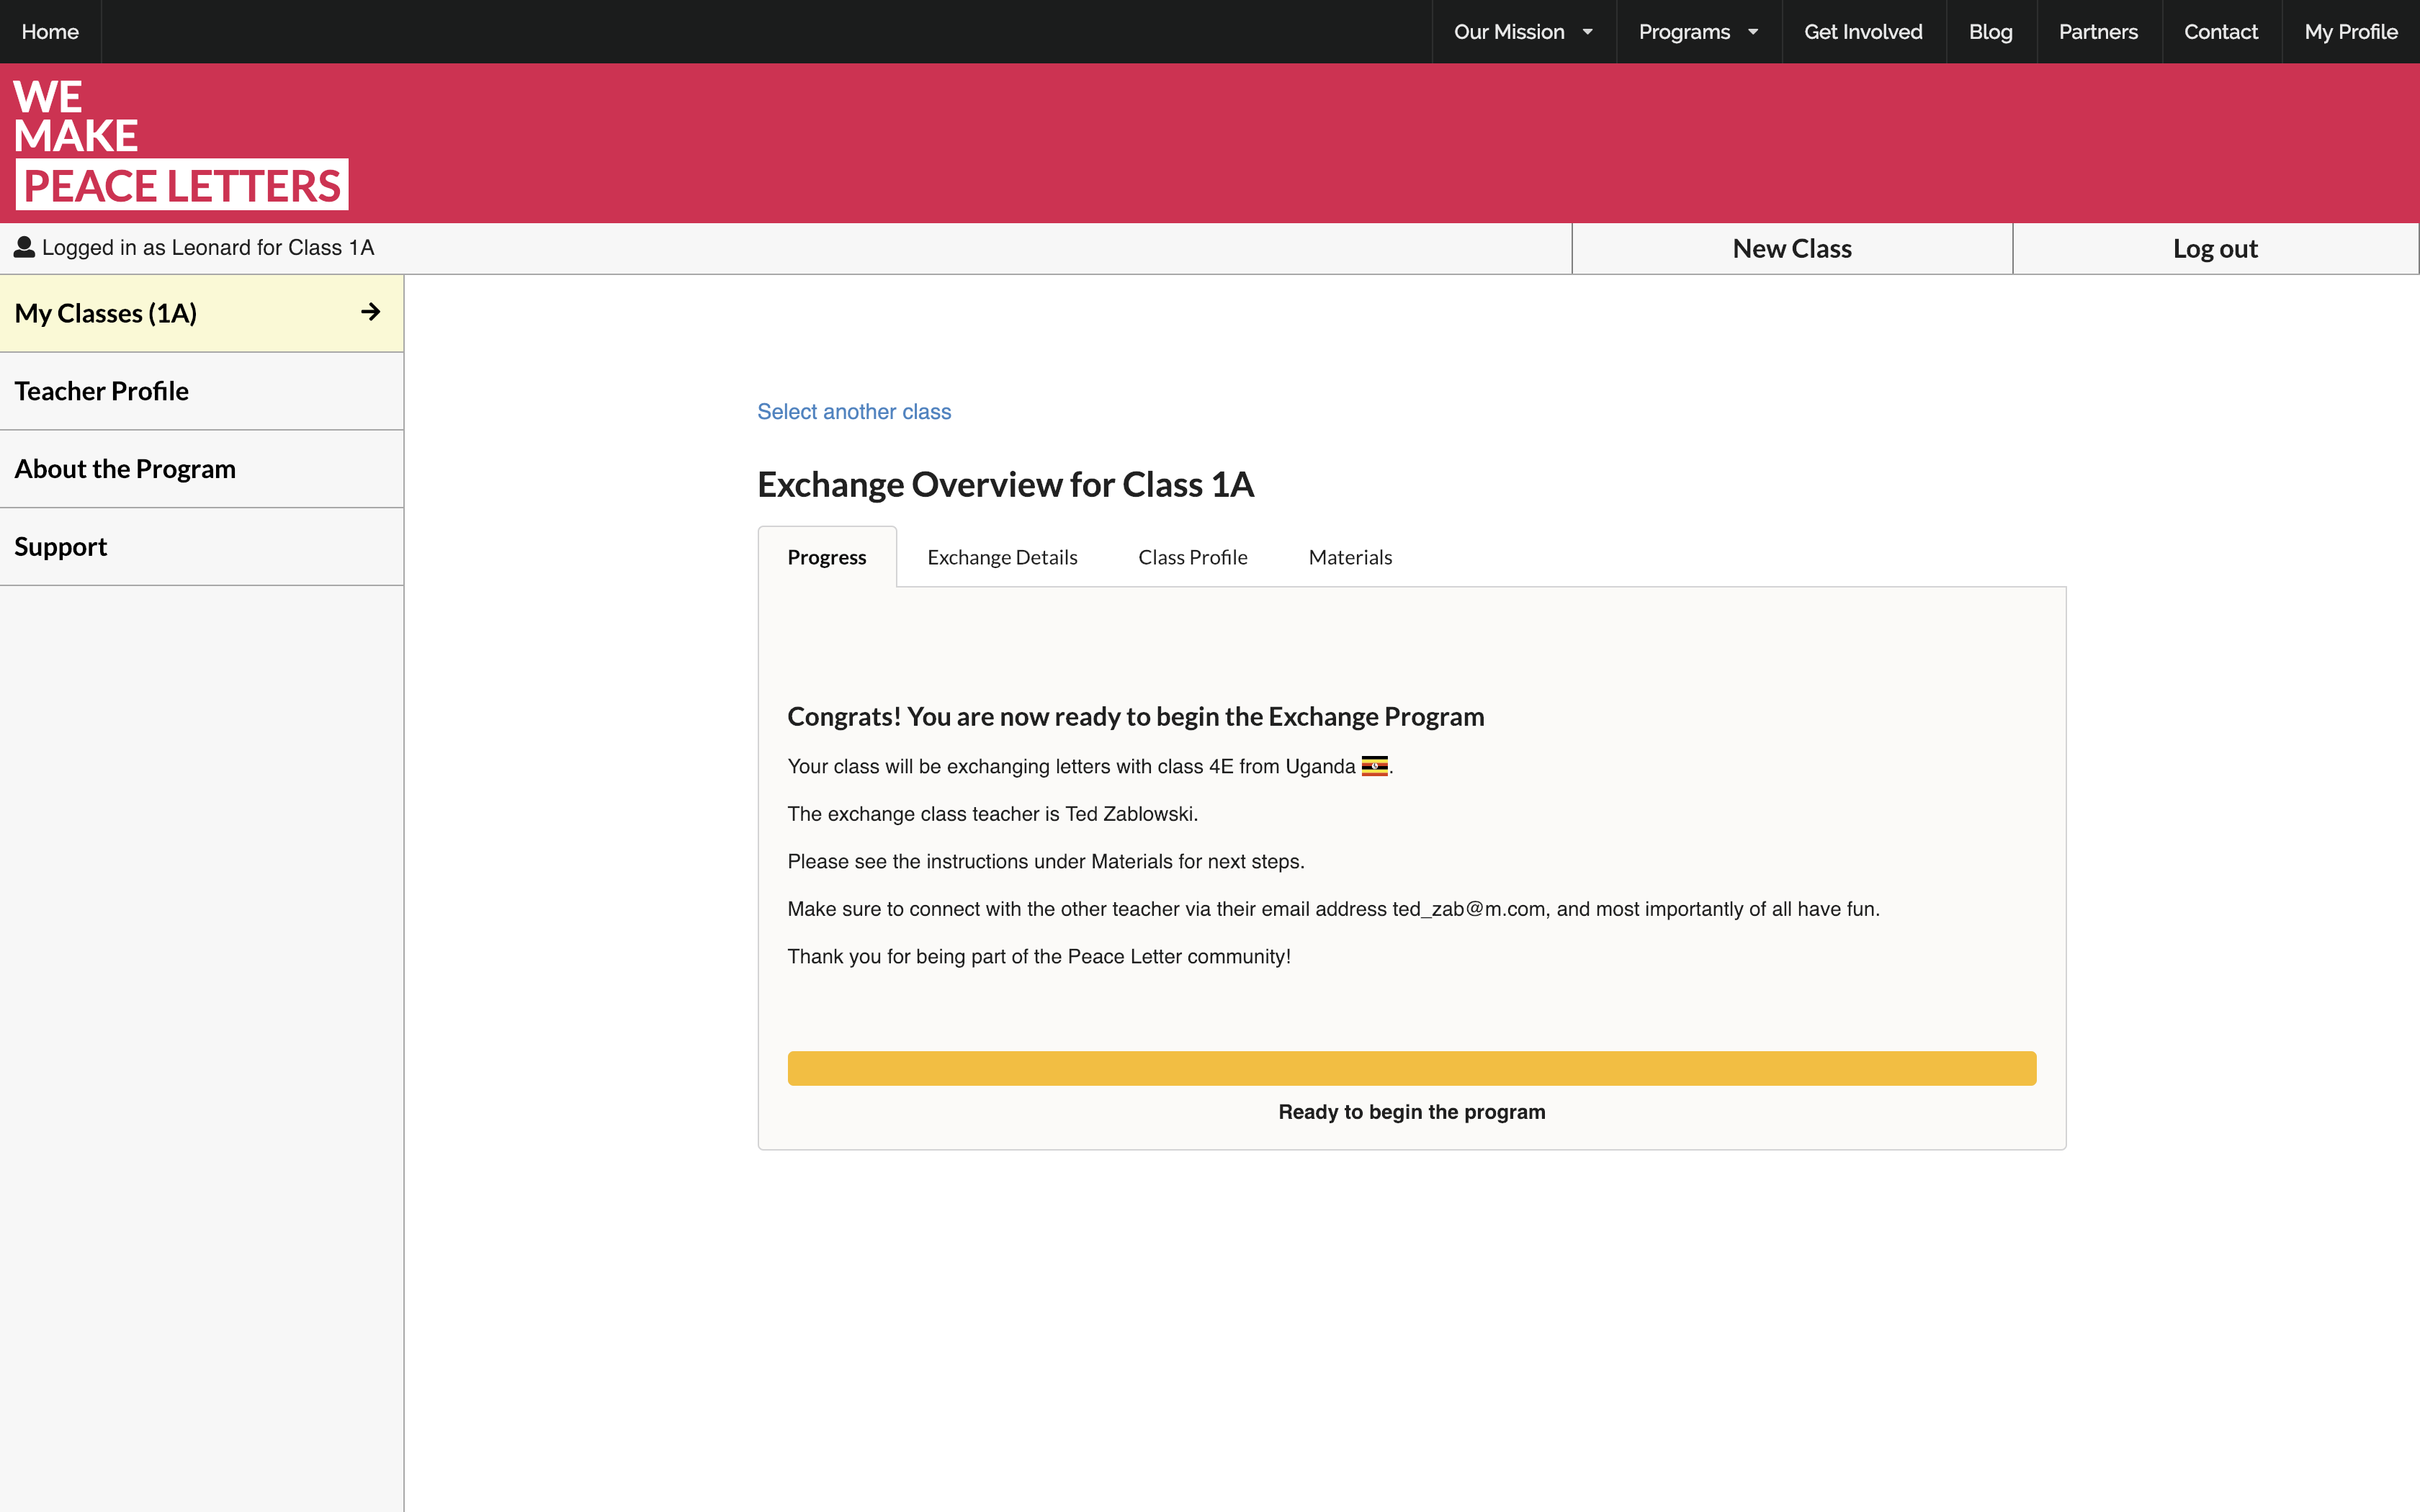 Home
Our Mission
Programs
Get Involved
Blog
Partners
Contact
My Profile
WE
MAKE
PEACE LETTERS
Logged in as Leonard for Class 1A
New Class
Log out
My Classes (1A)
Teacher Profile
About the Program
Support
Select another class
Exchange Overview for Class 1A
Progress
Exchange Details
Class Profile
Materials
Congrats! You are now ready to begin the Exchange Program
Your class will be exchanging letters with class 4E from Uganda 🇺🇬.
The exchange class teacher is Ted Zablowski.
Please see the instructions under Materials for next steps.
Make sure to connect with the other teacher via their email address ted_zab@m.com, and most importantly of all have fun.
Thank you for being part of the Peace Letter community!
Ready to begin the program